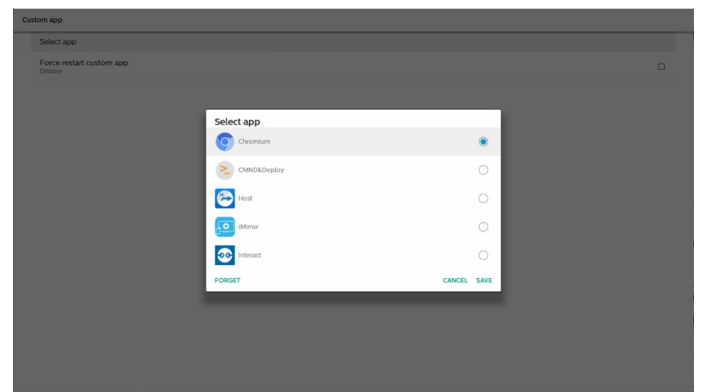 Custom app
Select app
Force restart custom app
Disable
Select app
Chromium
CMND&Deploy
Host
iMirror
Interact
FORGET CANCEL SAVE